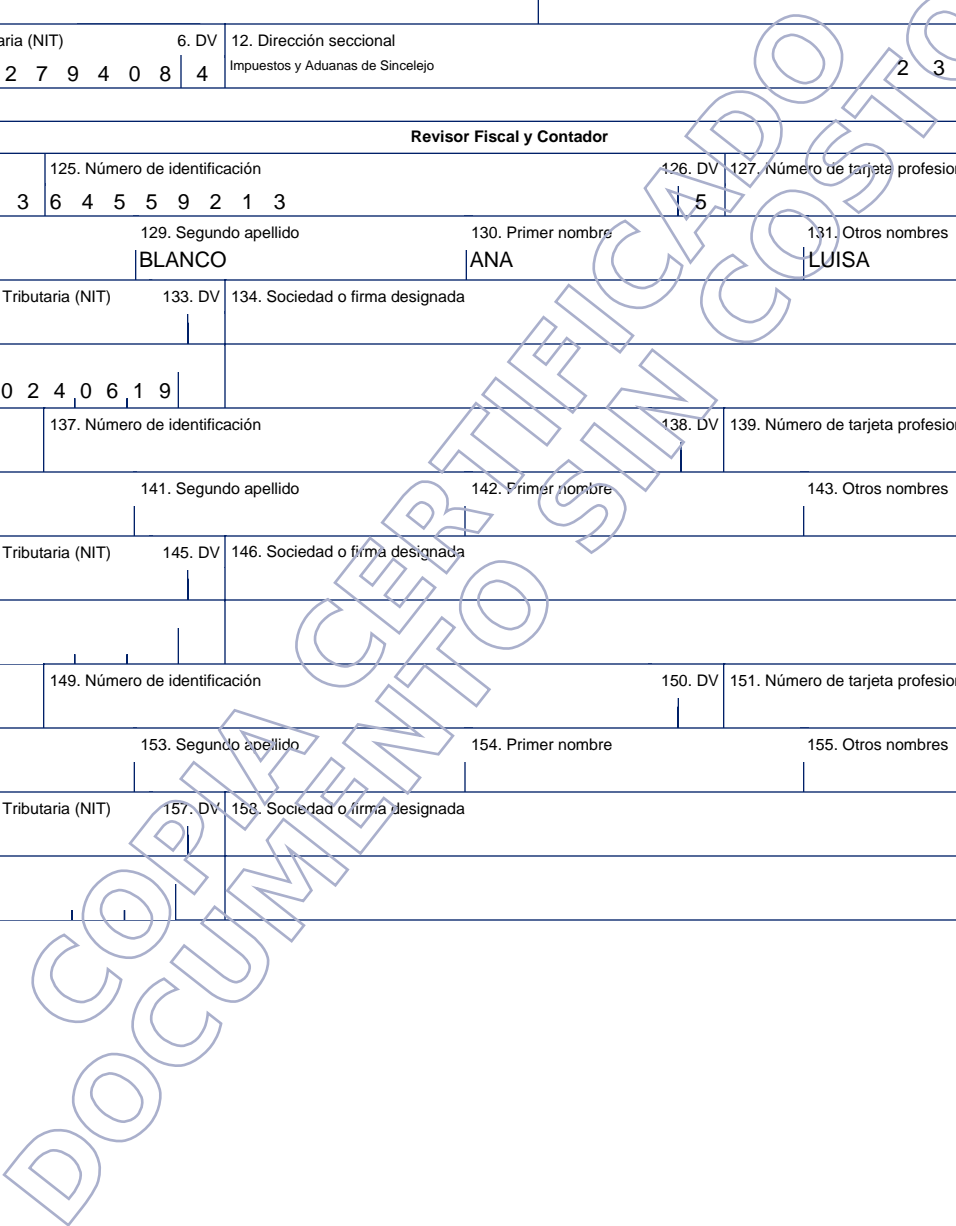 aria (NIT) 6. DV 12. Dirección seccional
2 7 9 4 0 8 4 Impuestos y Aduanas de Sincelejo 2 3
Revisor Fiscal y Contador
125. Número de identificación 126. DV 127. Número de tarjeta profesion
3 6 4 5 5 9 2 1 3 5
129. Segundo apellido 130. Primer nombre 131. Otros nombres
BLANCO ANA LUISA
Tributaria (NIT) 133. DV 134. Sociedad o firma designada
0 2 4 0 6 1 9
137. Número de identificación 138. DV 139. Número de tarjeta profesion
141. Segundo apellido 142. Primer nombre 143. Otros nombres
Tributaria (NIT) 145. DV 146. Sociedad o firma designada
149. Número de identificación 150. DV 151. Número de tarjeta profesion
153. Segundo apellido 154. Primer nombre 155. Otros nombres
Tributaria (NIT) 157. DV 158. Sociedad o firma designada
COPIA CERTIFICADO
DOCUMENTO SIN COSTO